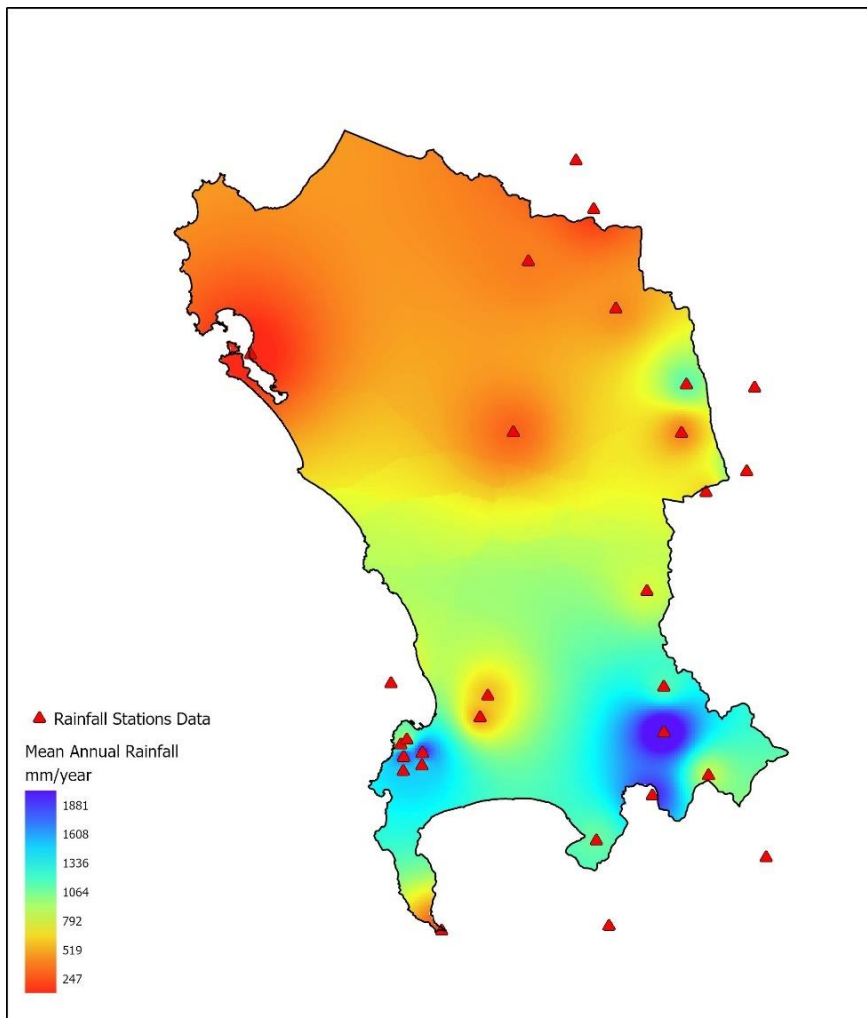 Rainfall Stations Data
Mean Annual Rainfall
mm/year
1881
1608
1336
1064
792
519
247